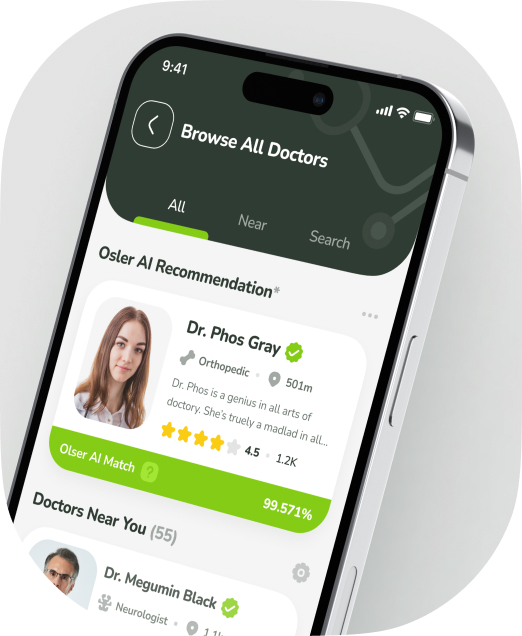 9:41
Browse All Doctors
All Near Search
Osler AI Recommendation*
Dr. Phos Gray
Orthopedic • 501m
Dr. Phos is a genius in all arts of
doctory. She's truely a madlad in all...
4.5 • 1.2K
Olser AI Match ? 99.571%
Doctors Near You (55)
Dr. Megumin Black
Neurologist •